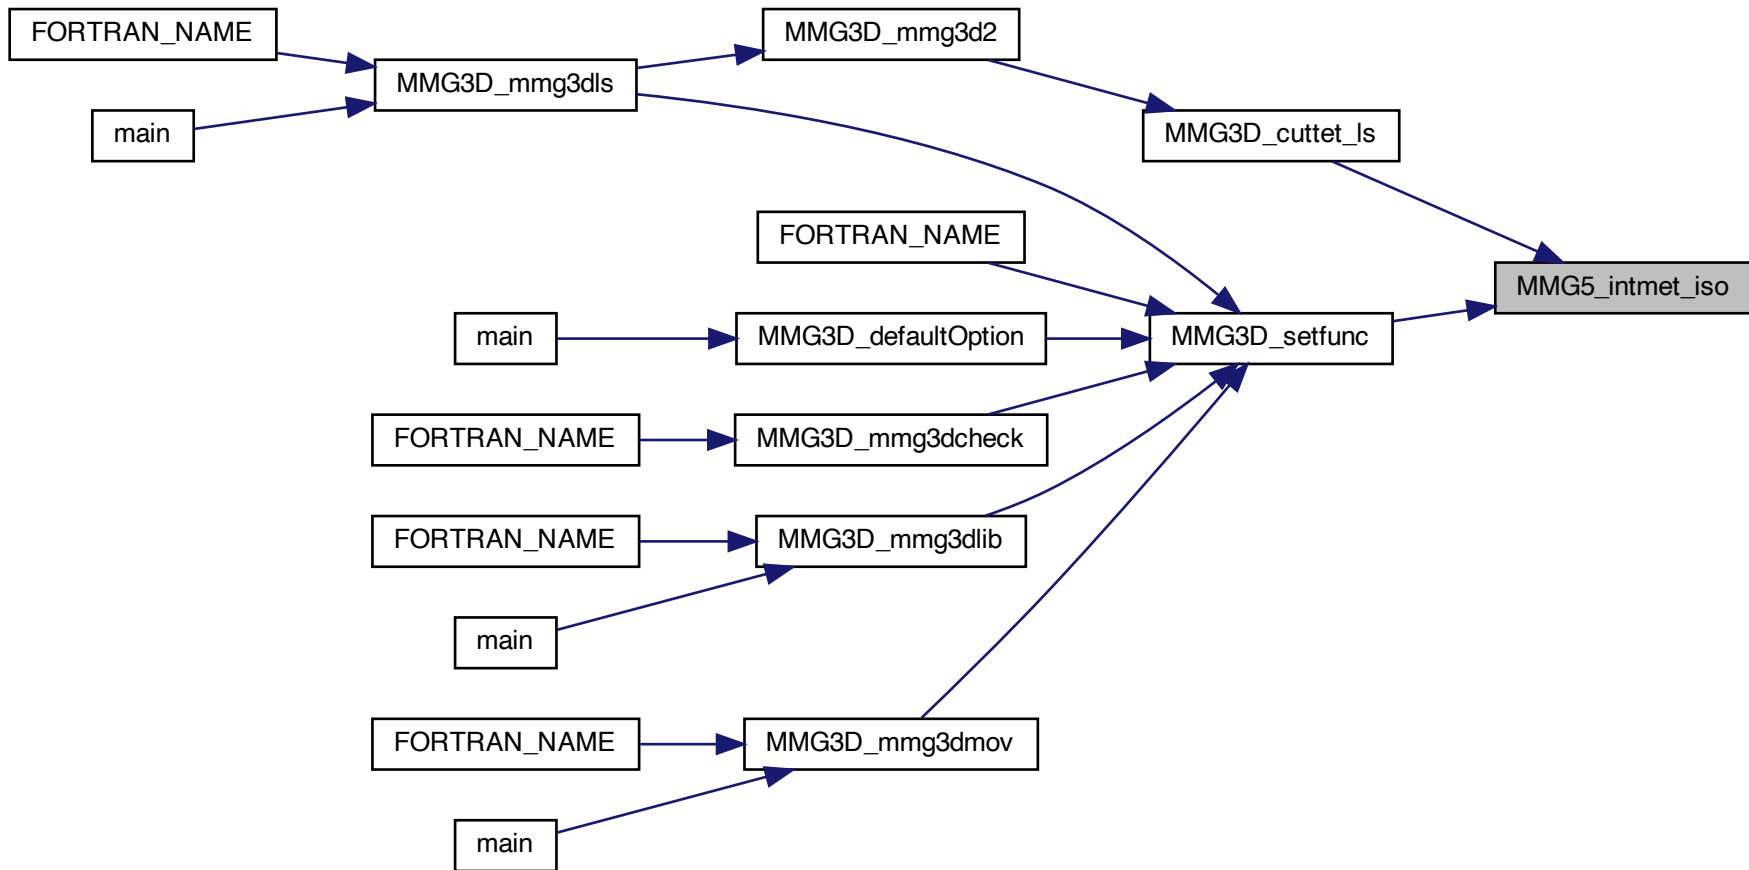 FORTRAN_NAME
MMG3D_mmg3d2
MMG3D_mmg3dls
main
MMG3D_cuttet_ls
FORTRAN_NAME
MMG5_intmet_iso
main
MMG3D_defaultOption
MMG3D_setfunc
FORTRAN_NAME
MMG3D_mmg3dcheck
FORTRAN_NAME
MMG3D_mmg3dlib
main
FORTRAN_NAME
MMG3D_mmg3dmov
main